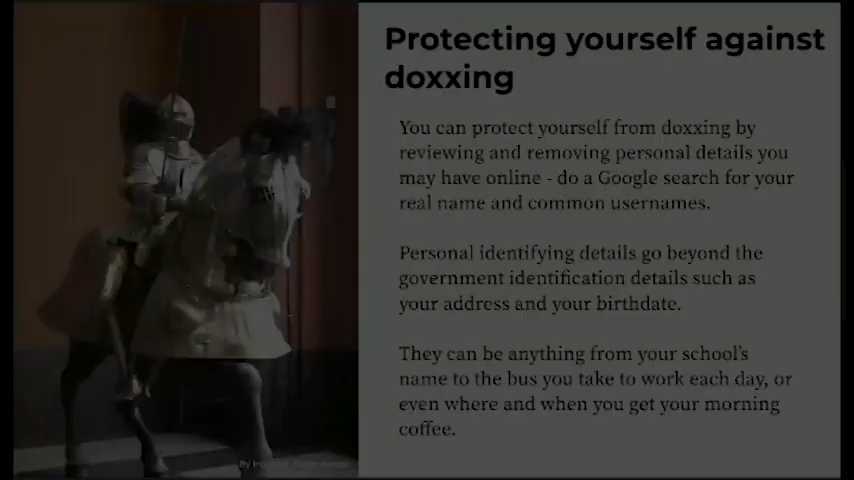 Protecting yourself against
doxxing
You can protect yourself from doxxing by
reviewing and removing personal details you
may have online - do a Google search for your
real name and common usernames.
Personal identifying details go beyond the
government identification details such as
your address and your birthdate.
They can be anything from your school's
name to the bus you take to work each day, or
even where and when you get your morning
coffee.
By